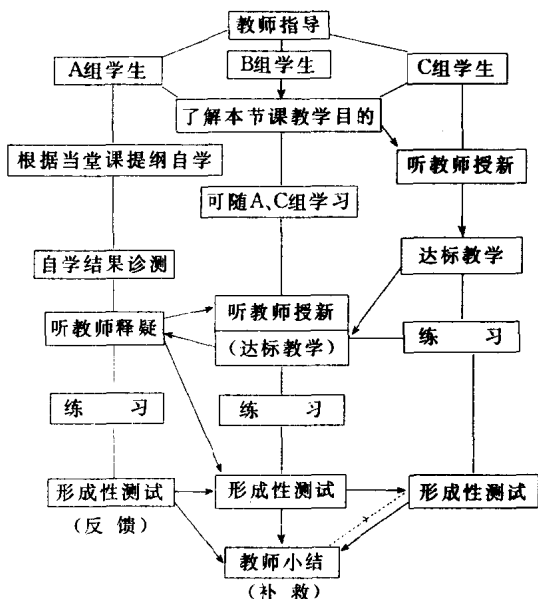 教师指导
A组学生
B组学生
C组学生
了解本节课教学目的
根据当堂课提纲自学
听教师授新
可随A、C组学习
自学结果诊测
达标教学
听教师释疑
听教师授新
(达标教学)
练 习
练 习
练 习
形成性测试
(反 馈)
形成性测试
形成性测试
教师小结
(补 救)